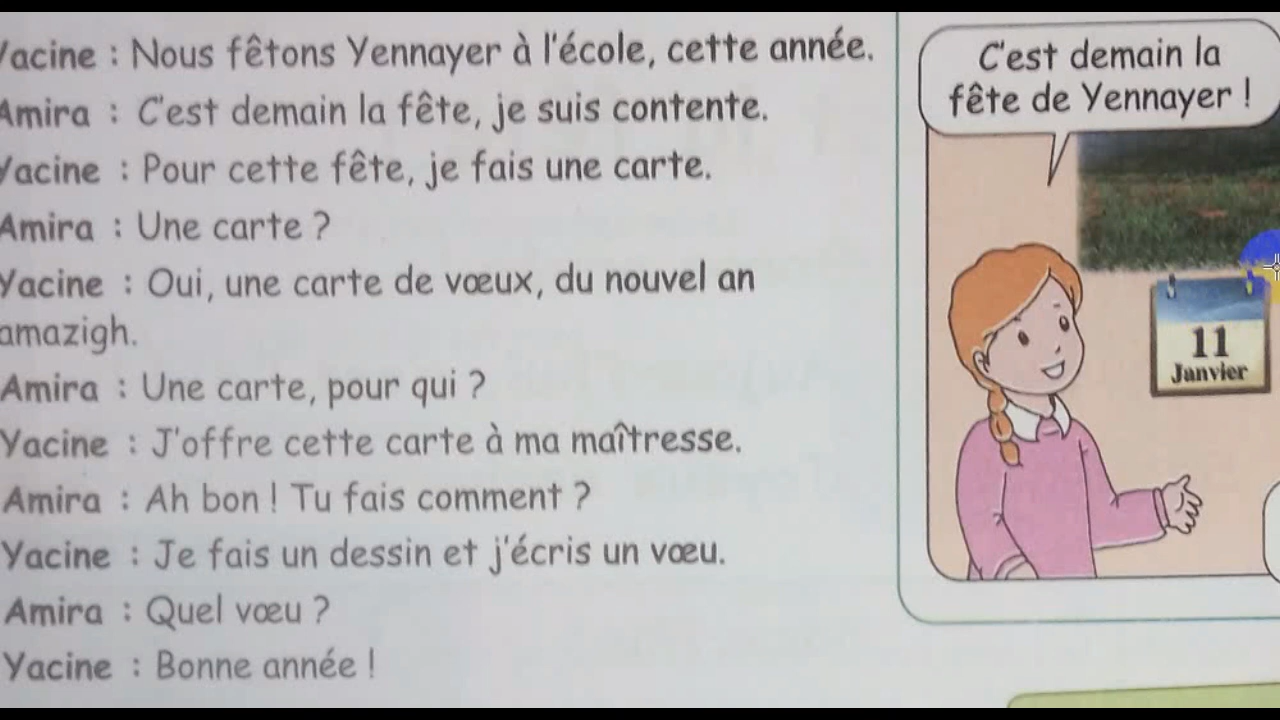 Yacine : Nous fêtons Yennayer à l'école, cette année.
Amira : C'est demain la fête, je suis contente.
Yacine : Pour cette fête, je fais une carte.
Amira : Une carte ?
Yacine : Oui, une carte de vœux, du nouvel an
amazigh.
Amira : Une carte, pour qui ?
Yacine : J'offre cette carte à ma maîtresse.
Amira : Ah bon ! Tu fais comment ?
Yacine : Je fais un dessin et j'écris un vœu.
Amira : Quel vœu ?
Yacine : Bonne année !
C'est demain la
fête de Yennayer !
11
Janvier